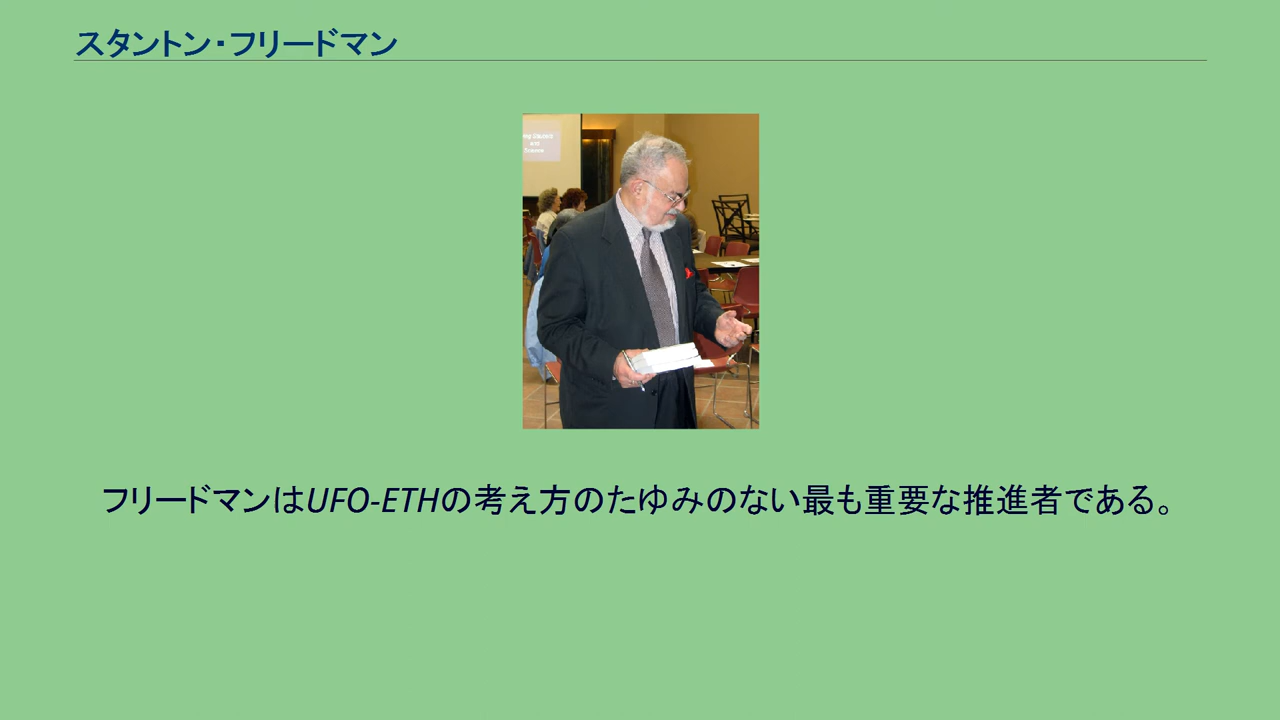 スタントン・フリードマン
and
フリードマンはUFO-ETHの考え方のたゆみのない最も重要な推進者である。